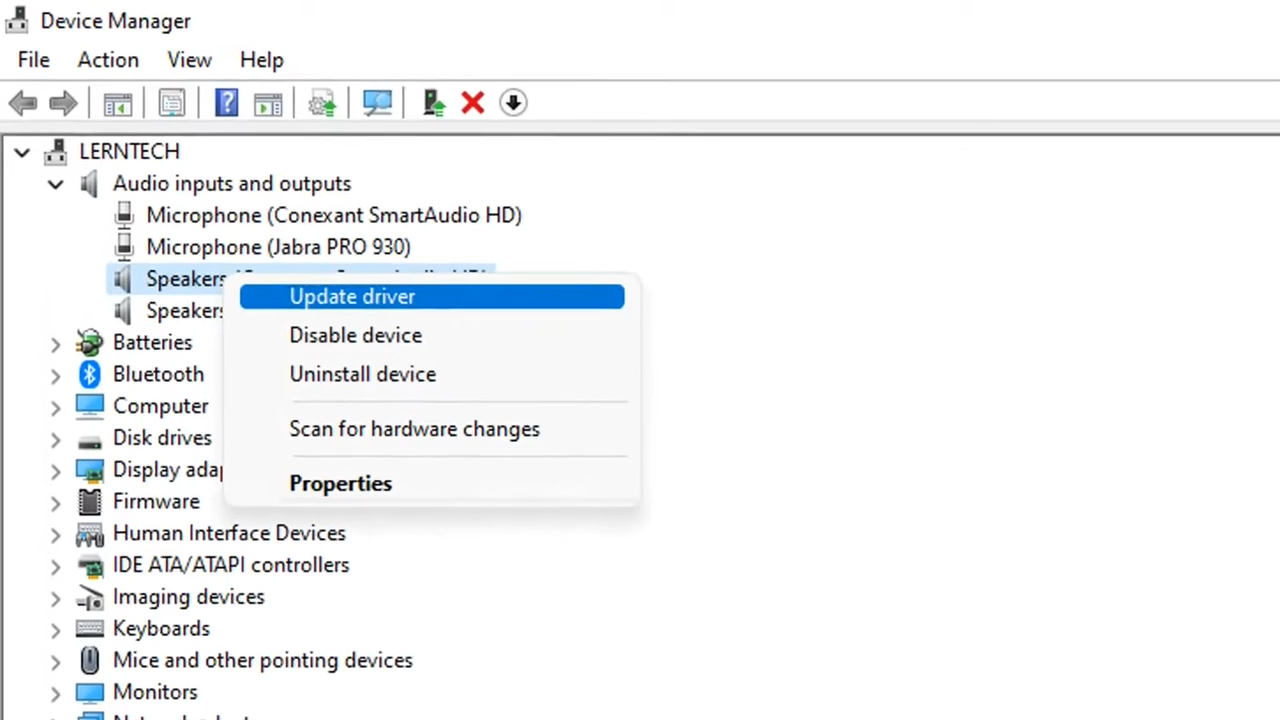 Device Manager
File Action View Help
LERNTECH
Audio inputs and outputs
Microphone (Conexant SmartAudio HD)
Microphone (Jabra PRO 930)
Speakers
Speakers
Update driver
Disable device
Uninstall device
Scan for hardware changes
Properties
Batteries
Bluetooth
Computer
Disk drives
Display
Firmware
Human Interface Devices
IDE ATA/ATAPI controllers
Imaging devices
Keyboards
Mice and other pointing devices
Monitors